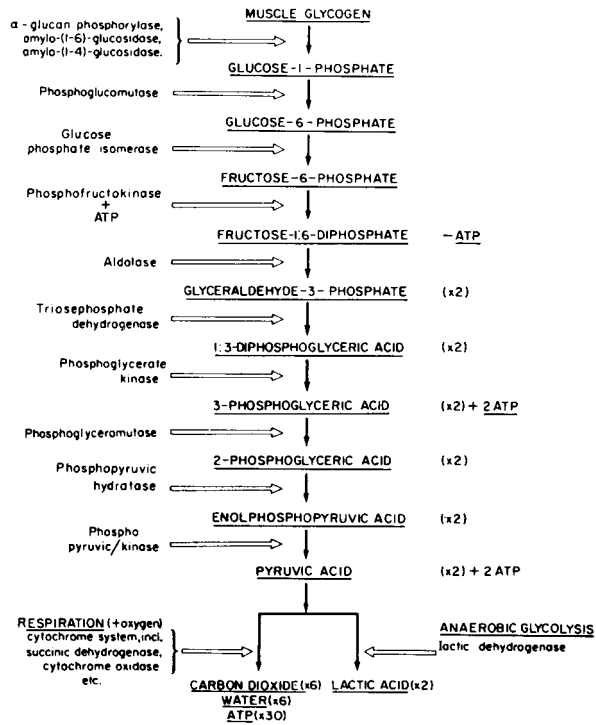 MUSCLE GLYCOGEN
α-glucan phosphorylase,
amylo-(1-6)-glucosidase,
amylo-(1-4)-glucosidase.
GLUCOSE-1-PHOSPHATE
Phosphoglucomutase
GLUCOSE-6-PHOSPHATE
Glucose
phosphate isomerase
FRUCTOSE-6-PHOSPHATE
Phosphofructokinase
+
ATP
FRUCTOSE-1:6-DIPHOSPHATE -ATP
Aldolase
GLYCERALDEHYDE-3-PHOSPHATE (x2)
Triosephosphate
dehydrogenase
1:3-DIPHOSPHOGLYCERIC ACID (x2)
Phosphoglycerate
kinase
3-PHOSPHOGLYCERIC ACID (x2) + 2 ATP
Phosphoglyceromutase
2-PHOSPHOGLYCERIC ACID (x2)
Phosphopyruvic
hydratase
ENOLPHOSPHOPYRUVIC ACID (x2)
Phospho
pyruvic/kinase
PYRUVIC ACID (x2) + 2 ATP
RESPIRATION (+oxygen)
cytochrome system, incl.
succinic dehydrogenase,
cytochrome oxidase
etc.
ANAEROBIC GLYCOLYSIS
lactic dehydrogenase
CARBON DIOXIDE (x6) LACTIC ACID (x2)
WATER (x6)
ATP (x30)